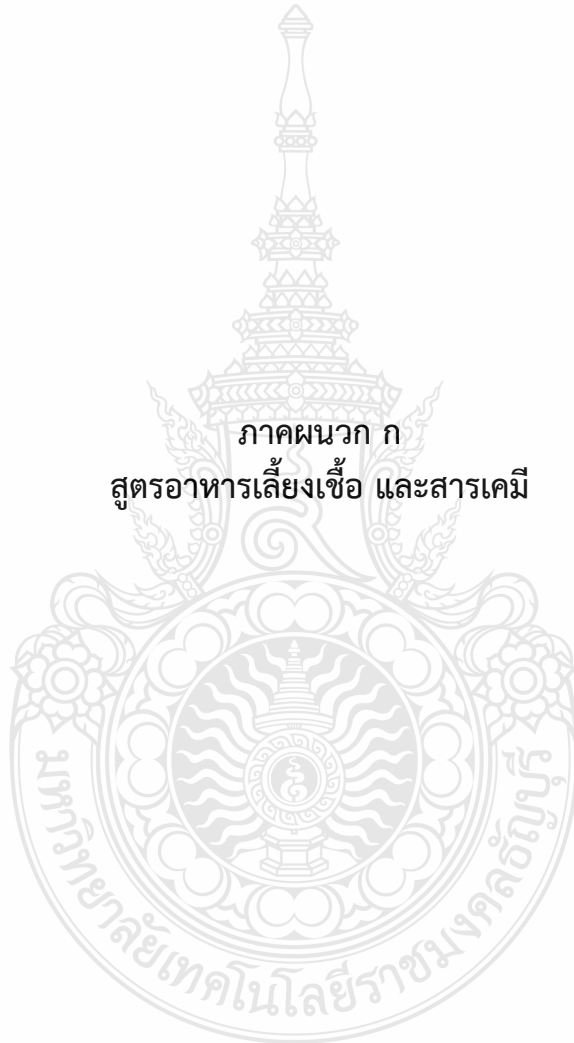 ภาคผนวก ก
สูตรอาหารเลี้ยงเชื้อ และสารเคมี
มหาวิทยาลัยเทคโนโลยีราชมงคลธัญบุรี